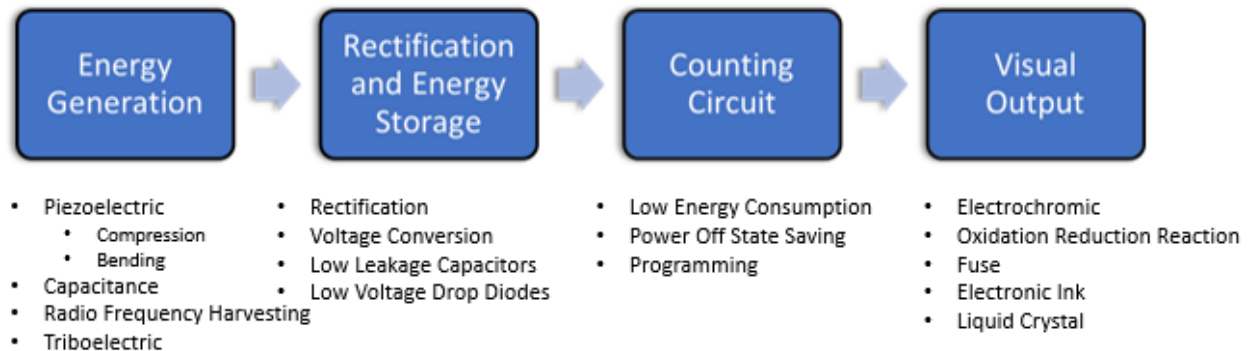 Energy
Generation
Rectification
and Energy
Storage
Counting
Circuit
Visual
Output
• Piezoelectric
• Compression
• Bending
• Capacitance
• Radio Frequency Harvesting
• Triboelectric
• Rectification
• Voltage Conversion
• Low Leakage Capacitors
• Low Voltage Drop Diodes
• Low Energy Consumption
• Power Off State Saving
• Programming
• Electrochromic
• Oxidation Reduction Reaction
• Fuse
• Electronic Ink
• Liquid Crystal